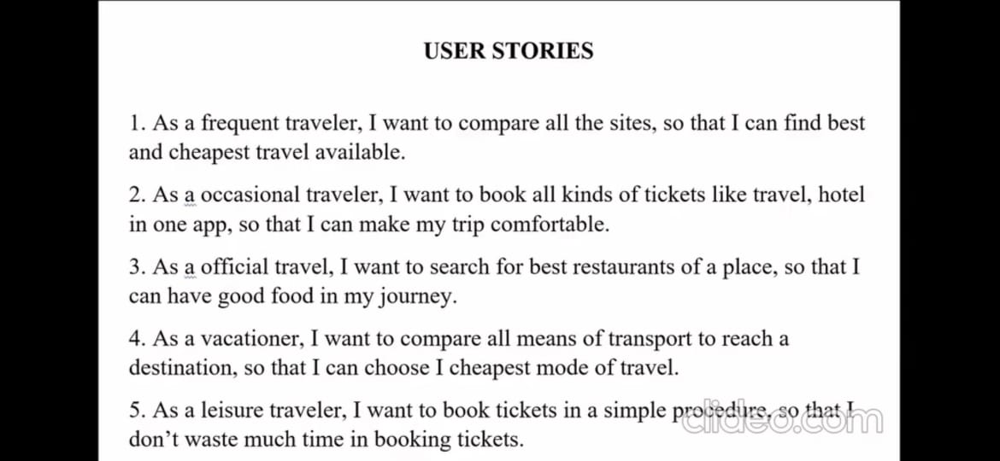 USER STORIES
1. As a frequent traveler, I want to compare all the sites, so that I can find best
and cheapest travel available.
2. As a occasional traveler, I want to book all kinds of tickets like travel, hotel
in one app, so that I can make my trip comfortable.
3. As a official travel, I want to search for best restaurants of a place, so that I
can have good food in my journey.
4. As a vacationer, I want to compare all means of transport to reach a
destination, so that I can choose I cheapest mode of travel.
5. As a leisure traveler, I want to book tickets in a simple procedure, so that I
clideo.com
don’t waste much time in booking tickets.